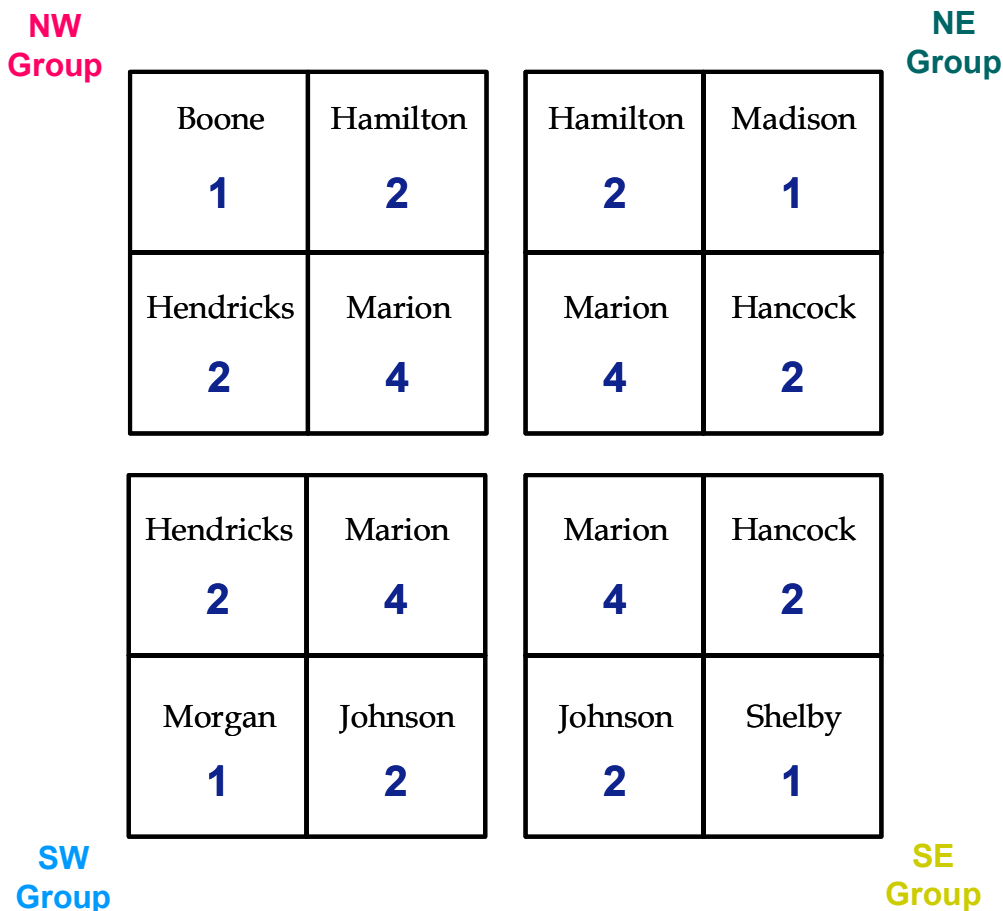 NW
Group
NE
Group
Boone Hamilton Hamilton Madison
1 2 2 1
Hendricks Marion Marion Hancock
2 4 4 2
Hendricks Marion Marion Hancock
2 4 4 2
Morgan Johnson Johnson Shelby
1 2 2 1
SW
Group
SE
Group